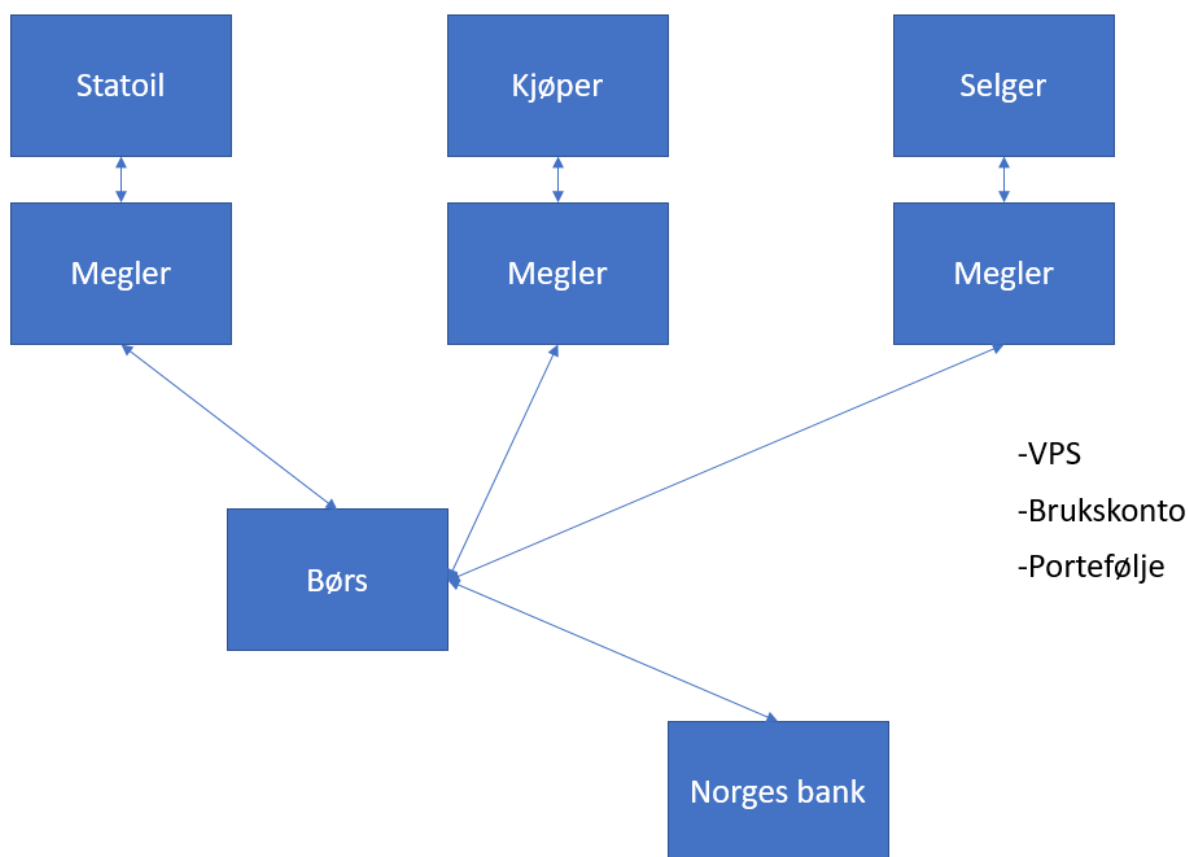 Statoil
Kjøper
Selger
Megler
Megler
Megler
-VPS
-Brukskonto
-Portefølje
Børs
Norges bank